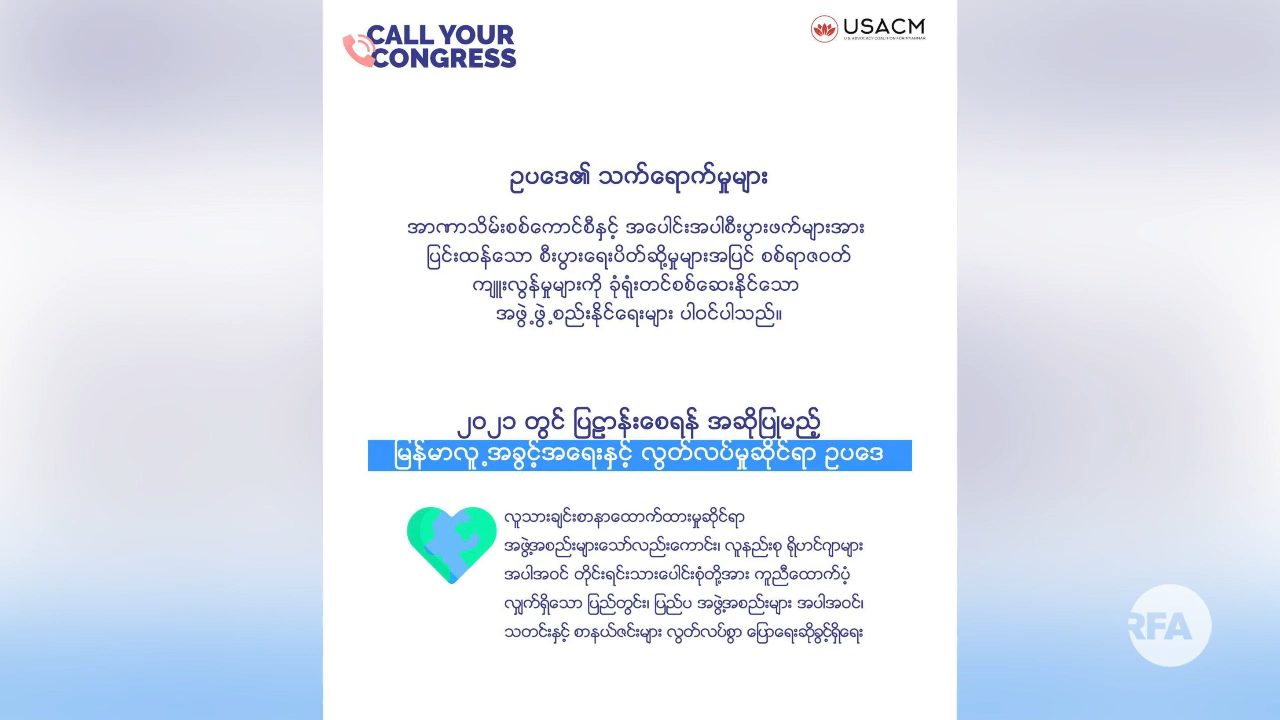 CALL YOUR
CONGRESS
USACM
U.S. ADVOCACY COALITION FOR MYANMAR
ဥပဒေ၏ သက်ရောက်မှုများ
အာဏာသိမ်းစစ်ကောင်စီနှင့် အပေါင်းအပါစီးပွားဖက်များအား
ပြင်းထန်သော စီးပွားရေးပိတ်ဆို့မှုများအပြင် စစ်ရာဇဝတ်
ကျူးလွန်မှုများကို ခုံရုံးတင်စစ်ဆေးနိုင်သော
အဖွဲ့ဖွဲ့စည်းနိုင်ရေးများ ပါဝင်ပါသည်။
၂၀၂၁ တွင် ပြဋ္ဌာန်းစေရန် အဆိုပြုမည့်
မြန်မာလူ့အခွင့်အရေးနှင့် လွတ်လပ်မှုဆိုင်ရာ ဥပဒေ
လူသားချင်းစာနာထောက်ထားမှုဆိုင်ရာ
အဖွဲ့အစည်းများသော်လည်းကောင်း၊ လူနည်းစု ရိုဟင်ဂျာများ
အပါအဝင် တိုင်းရင်းသားပေါင်းစုံတို့အား ကူညီထောက်ပံ့
လျှက်ရှိသော ပြည်တွင်း၊ ပြည်ပ အဖွဲ့အစည်းများ အပါအဝင်၊
သတင်းနှင့် စာနယ်ဇင်းများ လွတ်လပ်စွာ ပြောရေးဆိုခွင့်ရှိရေး
RFA